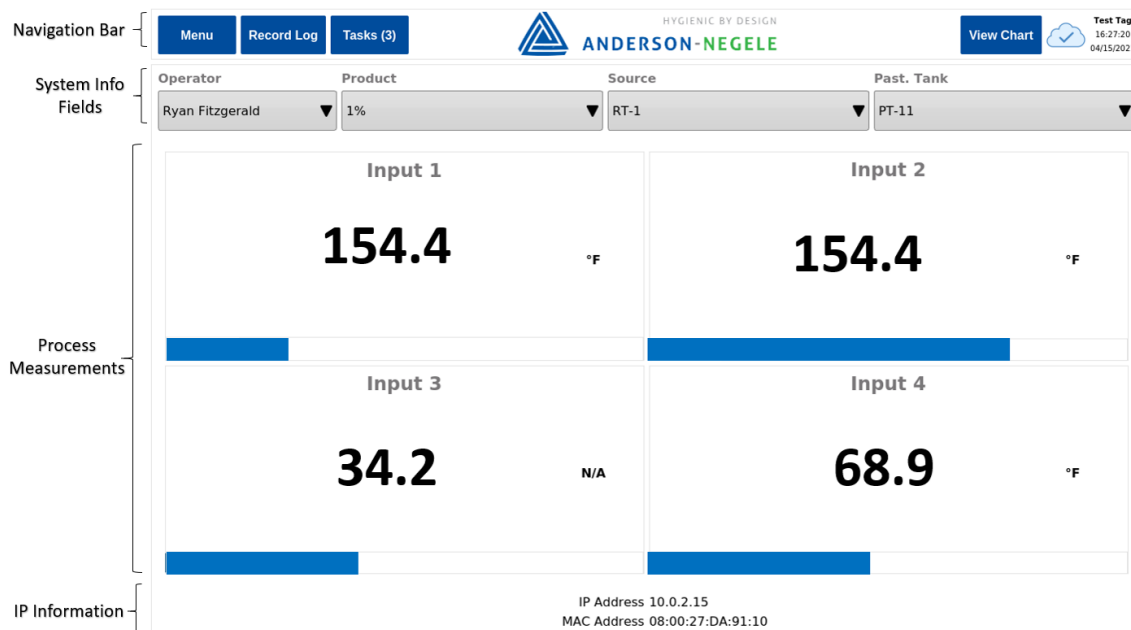 Navigation Bar
Menu
Record Log
Tasks (3)
HYGIENIC BY DESIGN
ANDERSON-NEGELE
View Chart
Test Tag
16:27:20
04/15/202
System Info
Fields
Operator
Product
Source
Past. Tank
Ryan Fitzgerald
1%
RT-1
PT-11
Process
Measurements
Input 1
154.4
°F
Input 2
154.4
°F
Input 3
34.2
N/A
Input 4
68.9
°F
IP Information
IP Address 10.0.2.15
MAC Address 08:00:27:DA:91:10